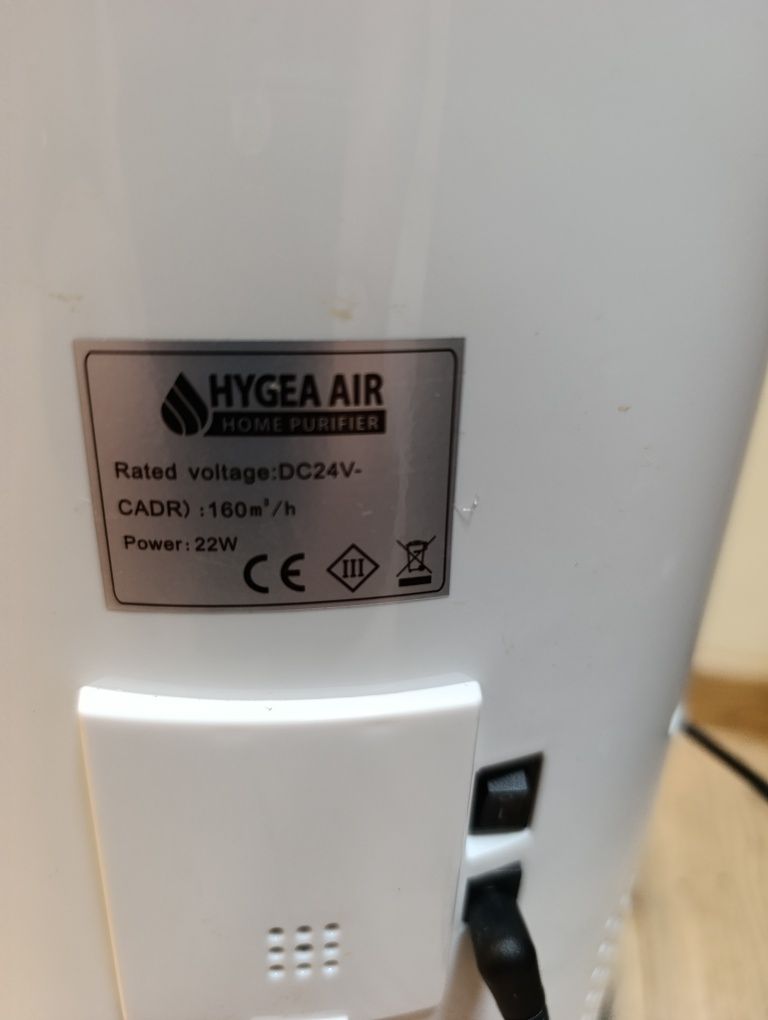 HYGEA AIR
HOME PURIFIER
Rated voltage:DC24V-
CADR) :160m³/h
Power:22W
CE III